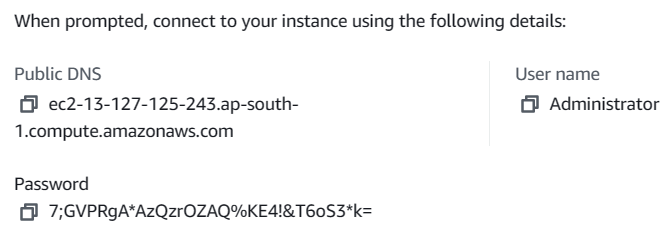 When prompted, connect to your instance using the following details:
Public DNS
ec2-13-127-125-243.ap-south-
1.compute.amazonaws.com
User name
Administrator
Password
7;GVPRgA*AzQzrOZAQ%KE4!&T6oS3*k=